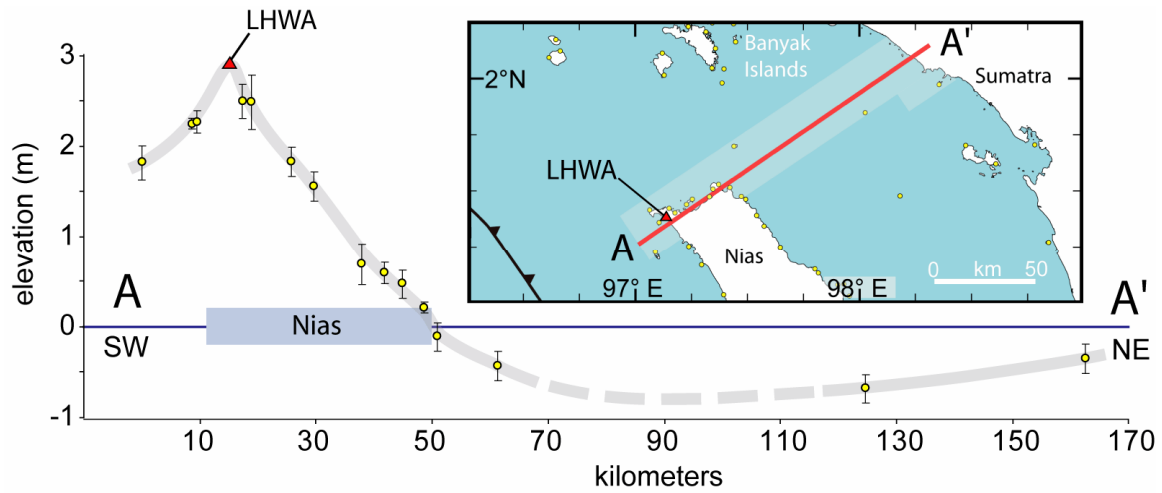 LHWA
3
2
1
0
-1
elevation (m)
A
SW
Nias
A'
NE
10
30
50
70
90
110
130
150
170
kilometers
Banyak
Islands
A'
Sumatra
2°N
LHWA
A
Nias
0 km 50
97° E
98° E